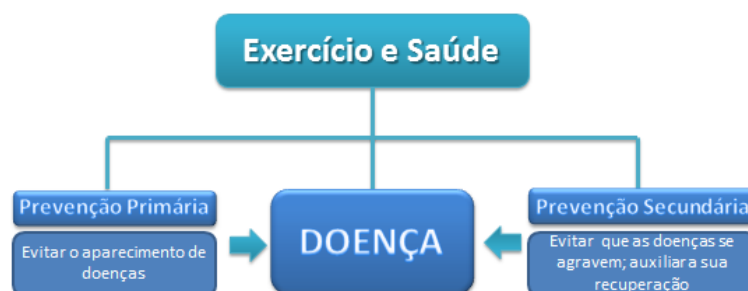 Exercício e Saúde
Prevenção Primária
Evitar o aparecimento de
doenças
DOENÇA
Prevenção Secundária
Evitar que as doenças se
agravem; auxiliar a sua
recuperação